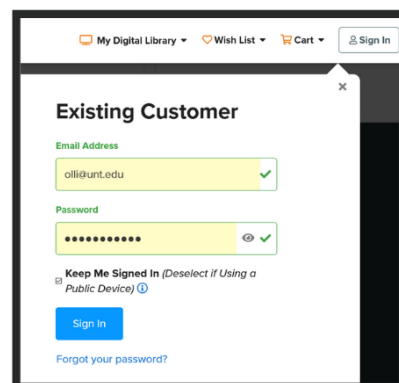 My Digital Library Wish List Cart Sign In
Existing Customer
Email Address
olli@unt.edu
Password
Keep Me Signed In (Deselect if Using a
Public Device)
Sign In
Forgot your password?